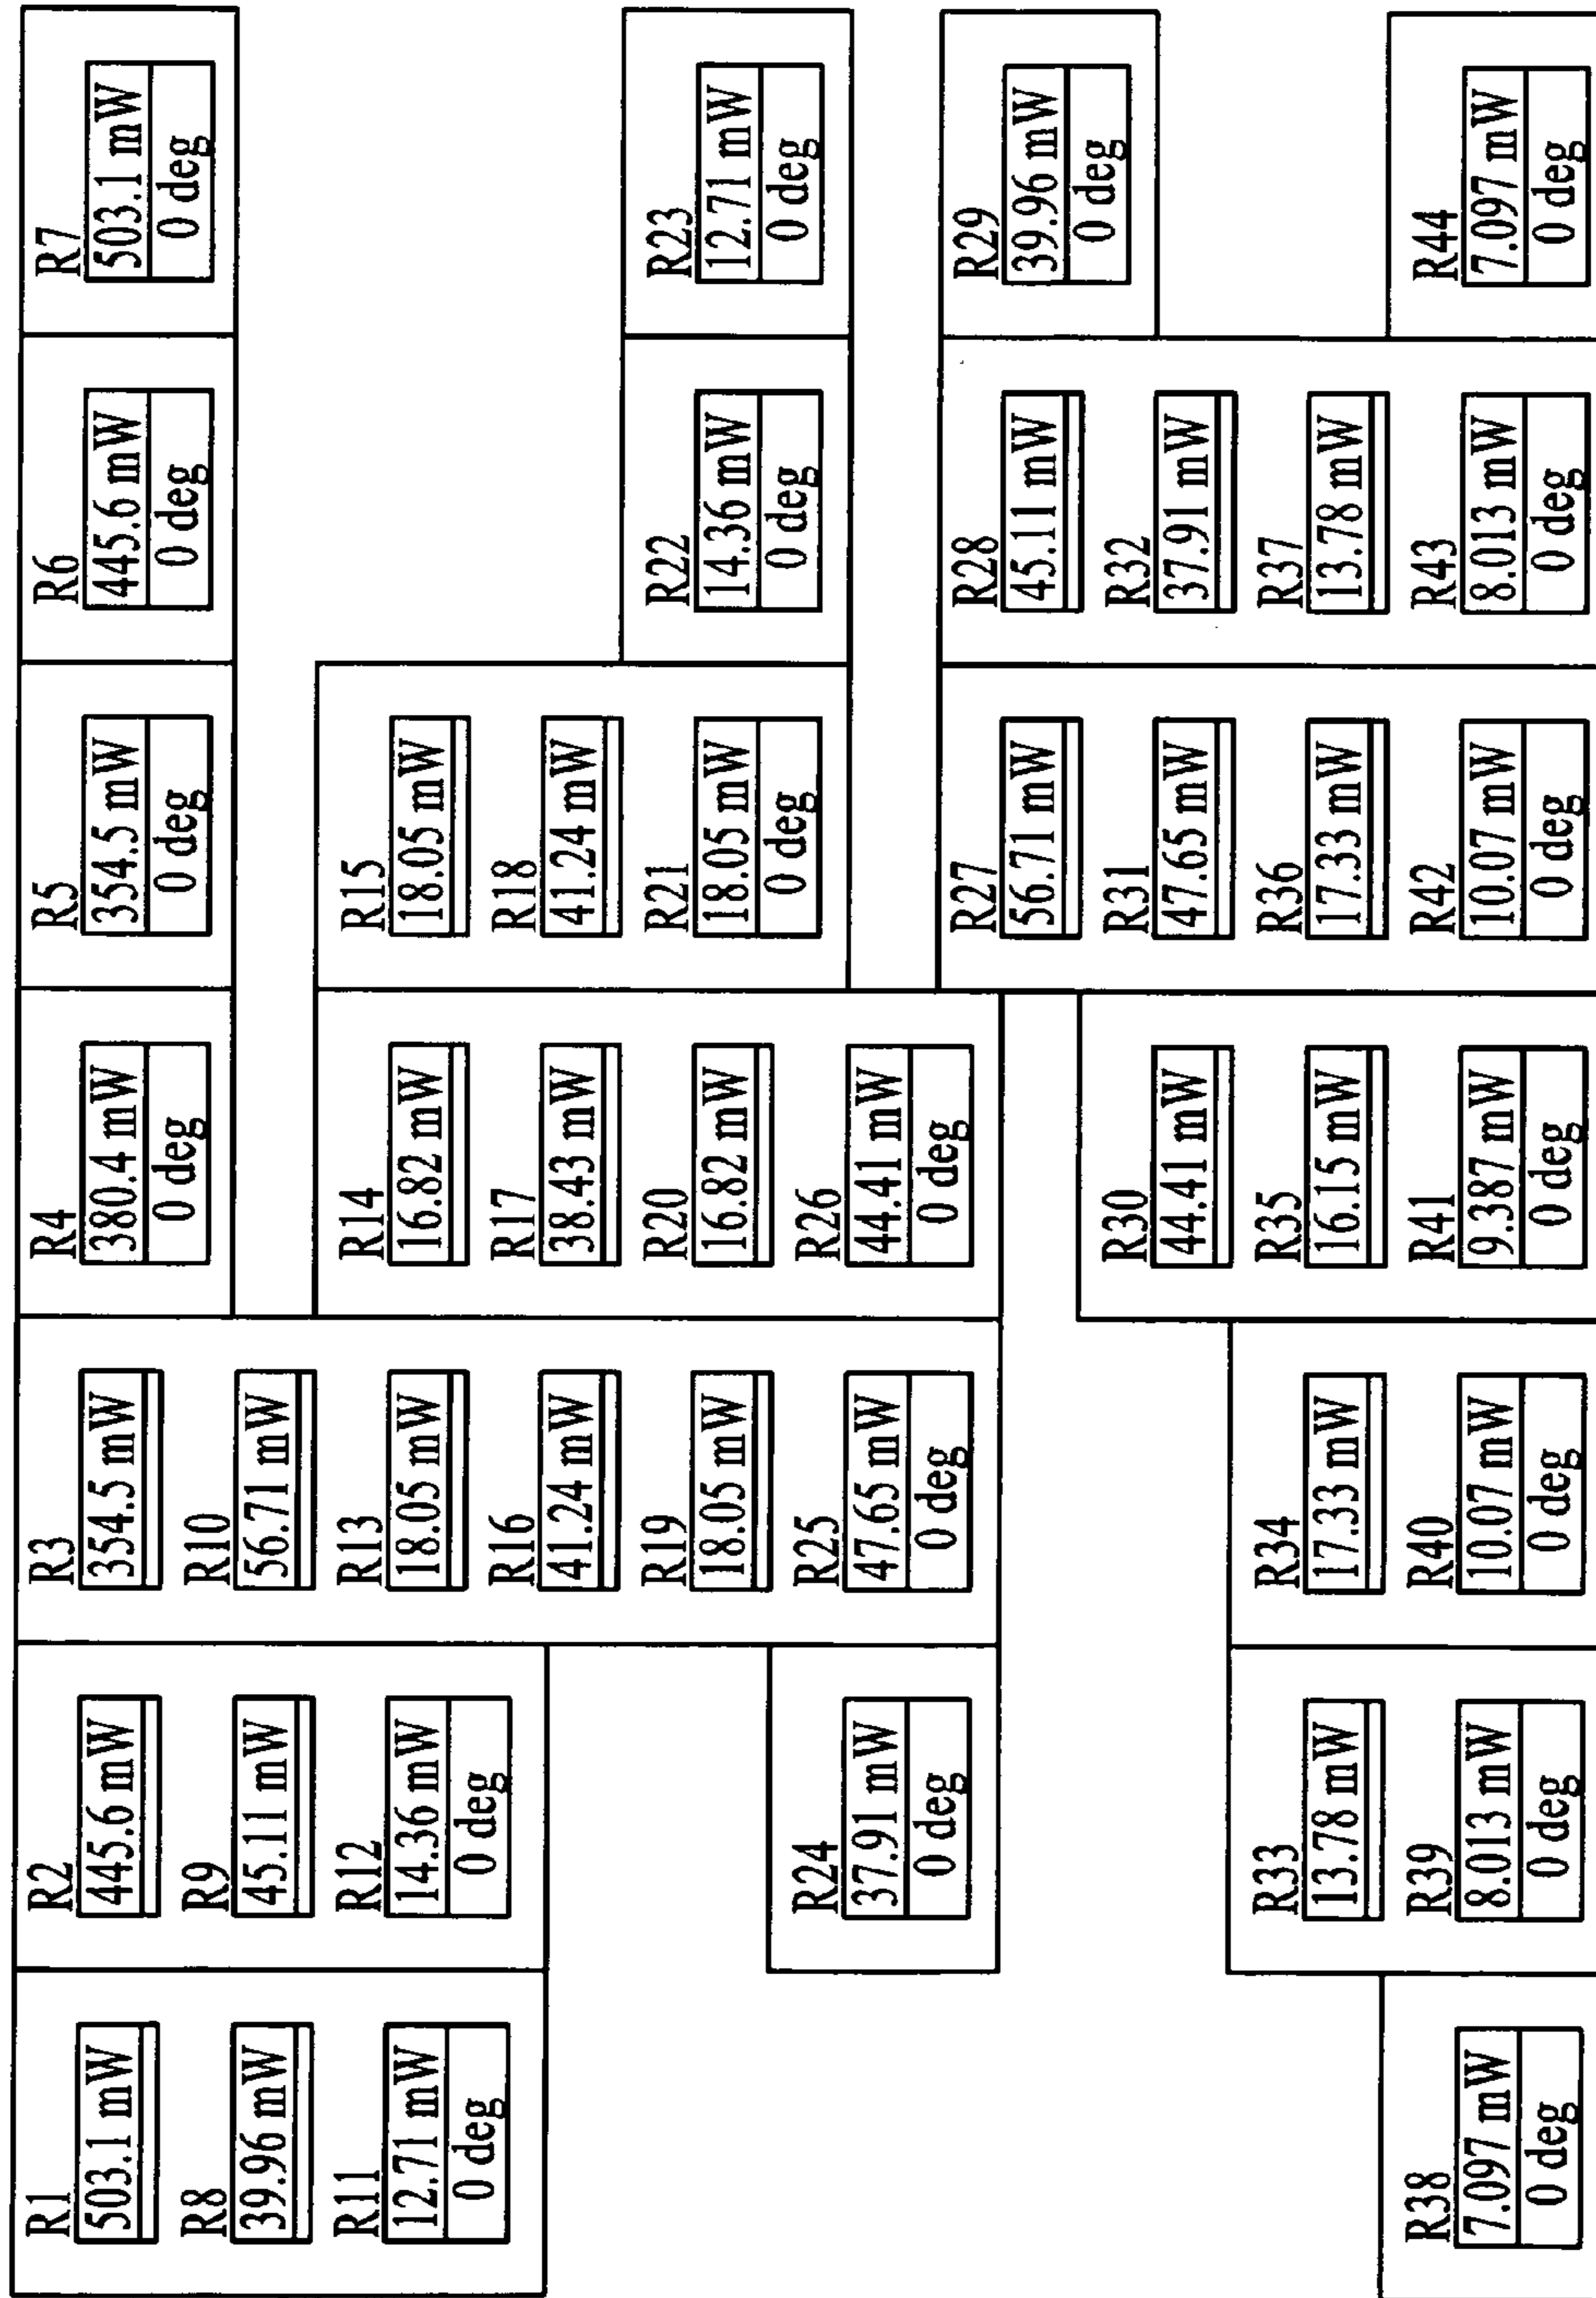 R1
503.1 mW
R2
445.6 mW
R3
354.5 mW
R4
380.4 mW
0 deg
R5
354.5 mW
0 deg
R6
445.6 mW
0 deg
R7
503.1 mW
0 deg
R8
39.96 mW
R9
45.11 mW
R10
56.71 mW
R11
12.71 mW
0 deg
R12
14.36 mW
0 deg
R13
18.05 mW
R14
16.82 mW
R15
18.05 mW
R16
41.24 mW
R17
38.43 mW
R18
41.24 mW
R19
18.05 mW
R20
16.82 mW
R21
18.05 mW
0 deg
R22
14.36 mW
0 deg
R23
12.71 mW
0 deg
R24
37.91 mW
0 deg
R25
47.65 mW
0 deg
R26
44.41 mW
0 deg
R27
56.71 mW
R28
45.11 mW
R29
39.96 mW
0 deg
R30
44.41 mW
R31
47.65 mW
R32
37.91 mW
R33
13.78 mW
R34
17.33 mW
R35
16.15 mW
R36
17.33 mW
R37
13.78 mW
R38
7.097 mW
0 deg
R39
8.013 mW
0 deg
R40
10.07 mW
0 deg
R41
9.387 mW
0 deg
R42
10.07 mW
0 deg
R43
8.013 mW
0 deg
R44
7.097 mW
0 deg